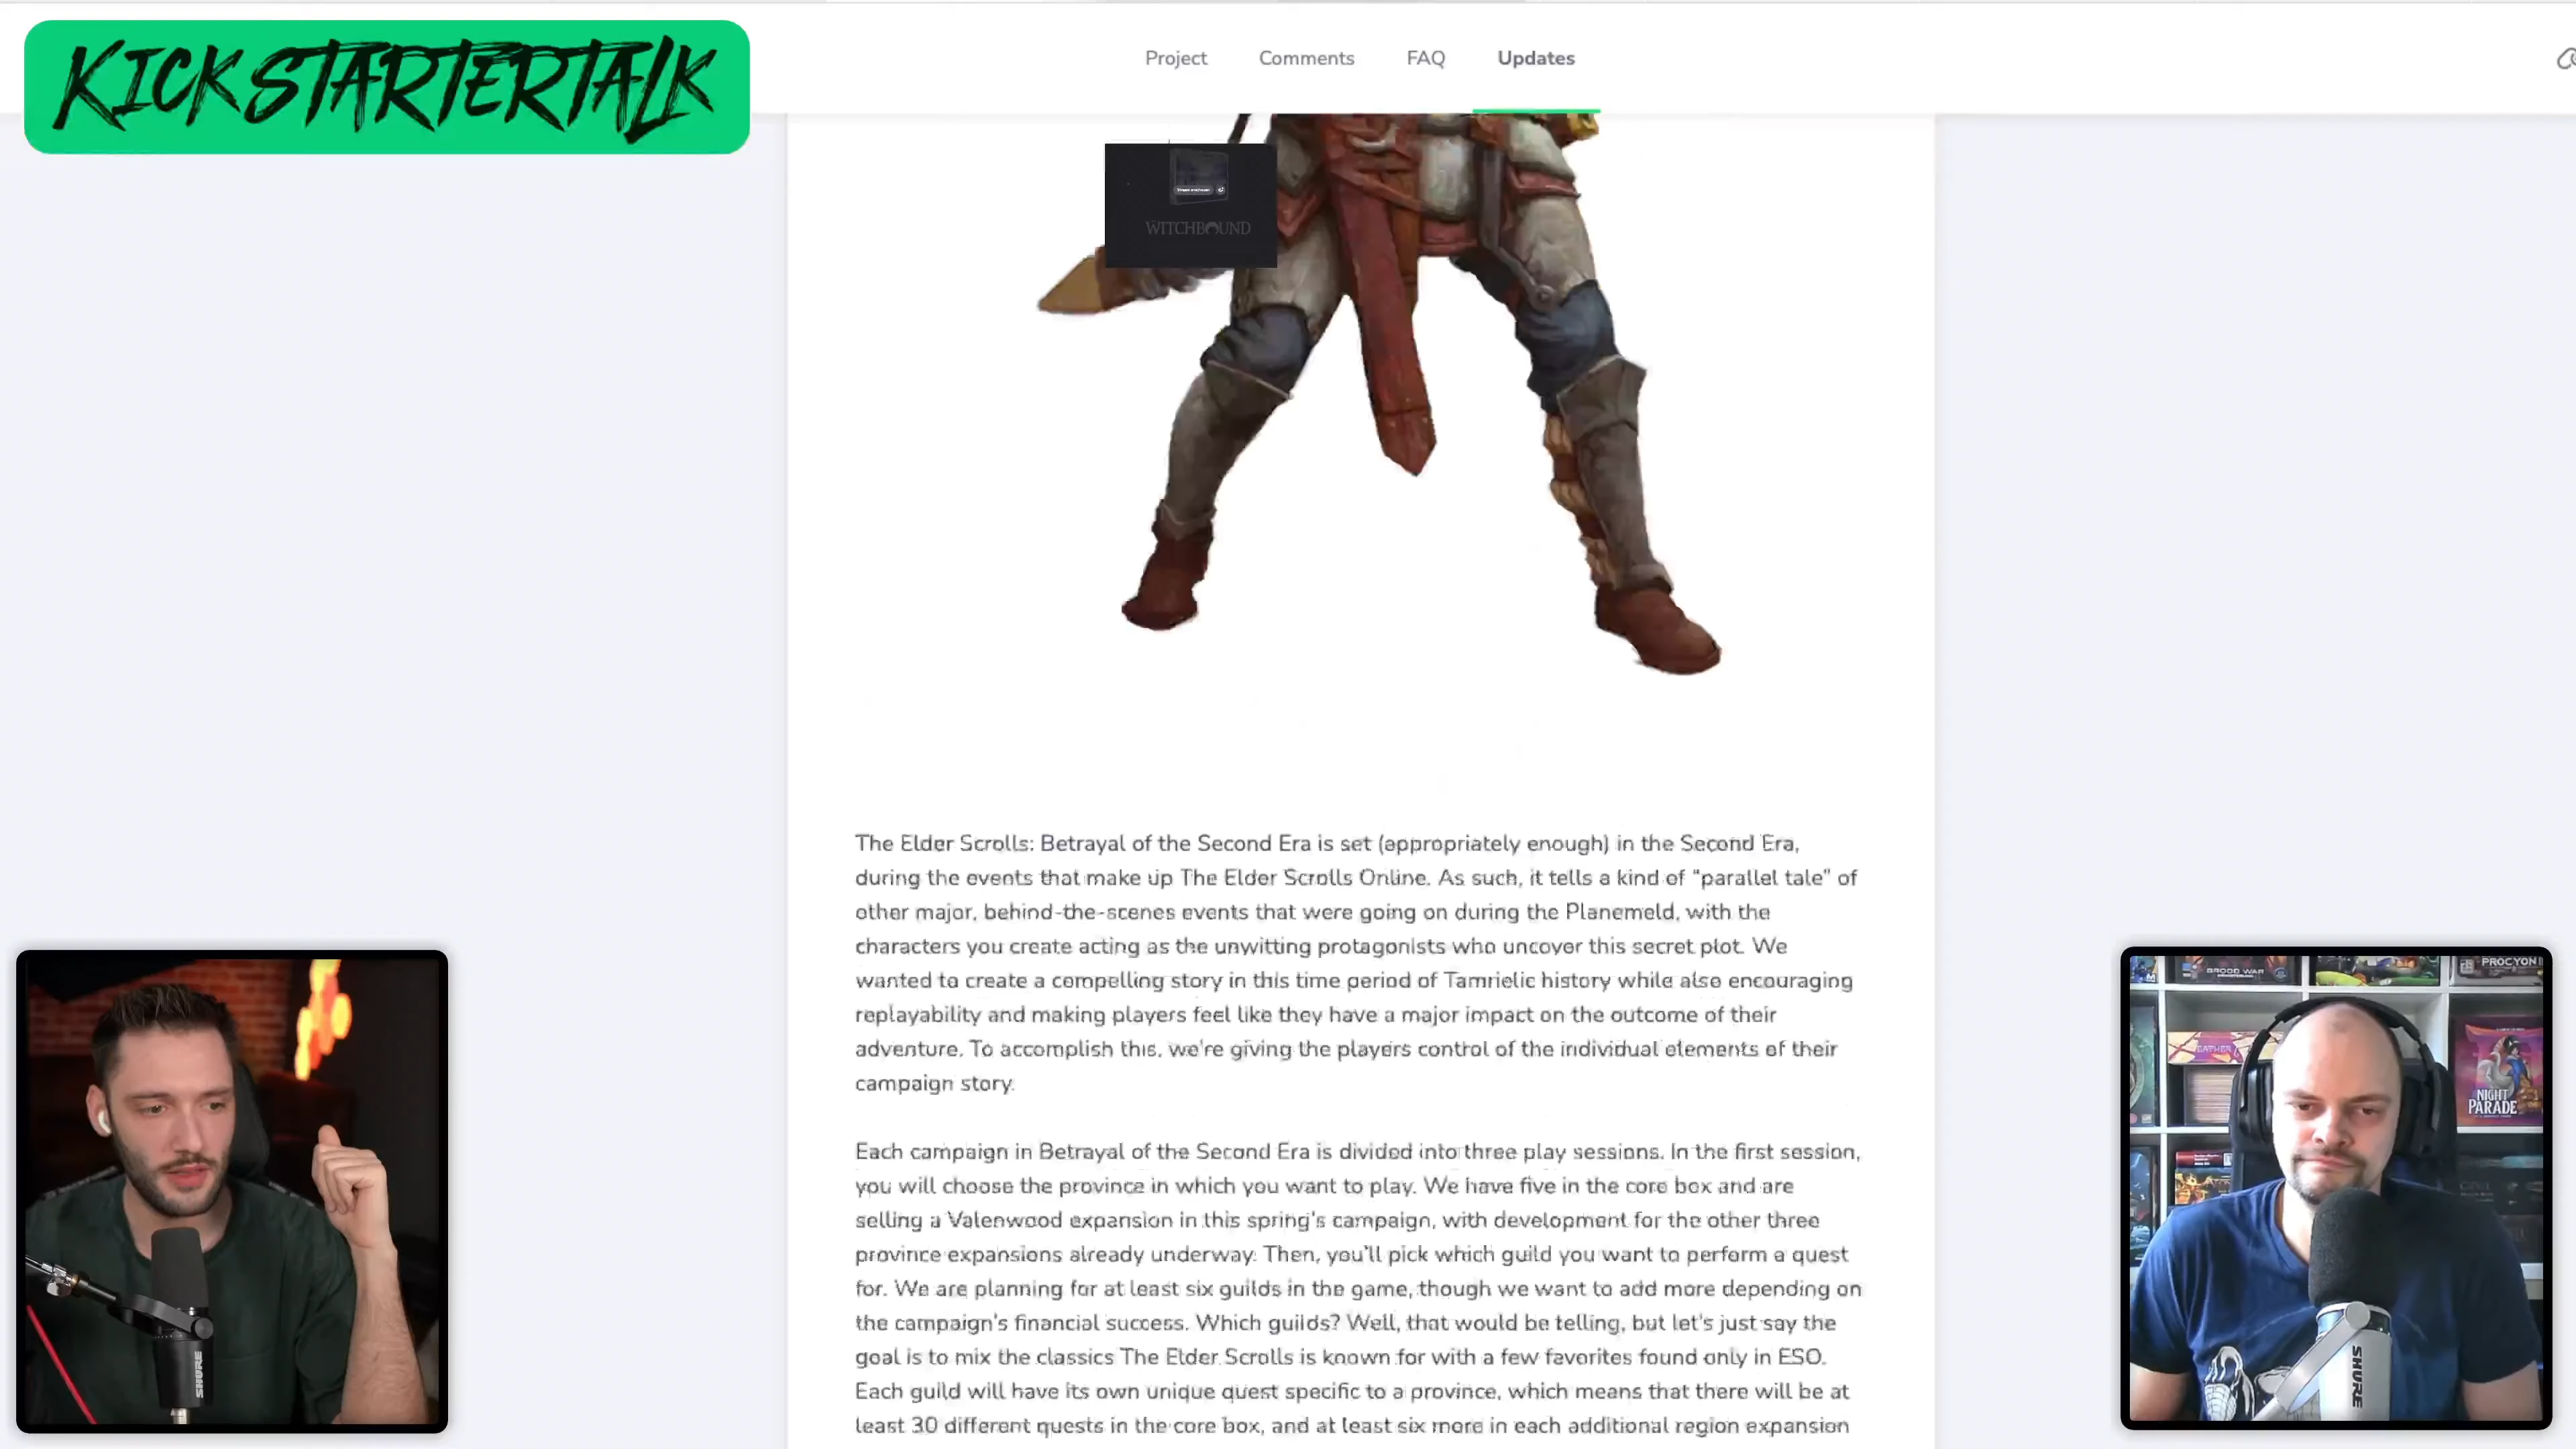 KICKSTARTERTALK
Project
Comments
FAQ
Updates
WITCHBOUND
The Elder Scrolls: Betrayal of the Second Era is set (appropriately enough) in the Second Era,
during the events that make up The Elder Scrolls Online. As such, it tells a kind of “parallel tale” of
other major, behind-the-scenes events that were going on during the Planemeld, with the
characters you create acting as the unwitting protagonists who uncover this secret plot. We
wanted to create a compelling story in this time period of Tamrielic history while also encouraging
replayability and making players feel like they have a major impact on the outcome of their
adventure. To accomplish this, we’re giving the players control of the individual elements of their
campaign story.
Each campaign in Betrayal of the Second Era is divided into three play sessions. In the first session,
you will choose the province in which you want to play. We have five in the core box and are
selling a Valenwood expansion in this spring’s campaign, with development for the other three
province expansions already underway. Then, you’ll pick which guild you want to perform a quest
for. We are planning for at least six guilds in the game, though we want to add more depending on
the campaign’s financial success. Which guilds? Well, that would be telling, but let’s just say the
goal is to mix the classics The Elder Scrolls is known for with a few favorites found only in ESO.
Each guild will have its own unique quest specific to a province, which means that there will be at
least 30 different quests in the core box, and at least six more in each additional region expansion
SHURE
BROOD WAR
PROCYON
NIGHT
PARADE
SHURE